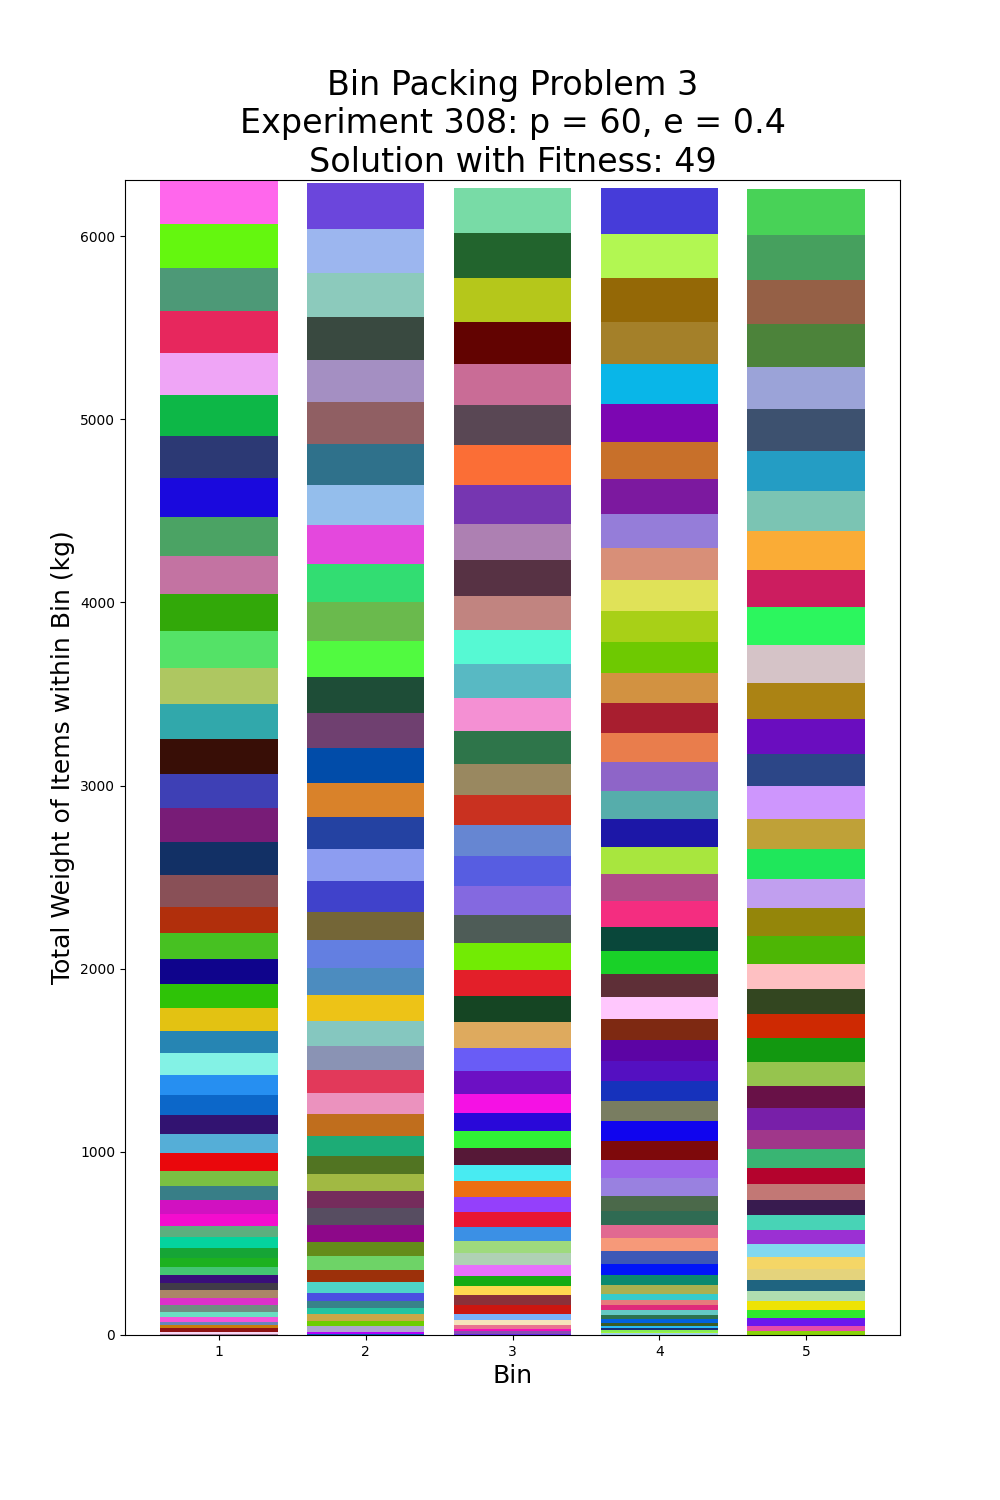 Bin Packing Problem 3
Experiment 308: p = 60, e = 0.4
Solution with Fitness: 49
Total Weight of Items within Bin (kg)
6000
5000
4000
3000
2000
1000
0
1 2 3 4 5
Bin